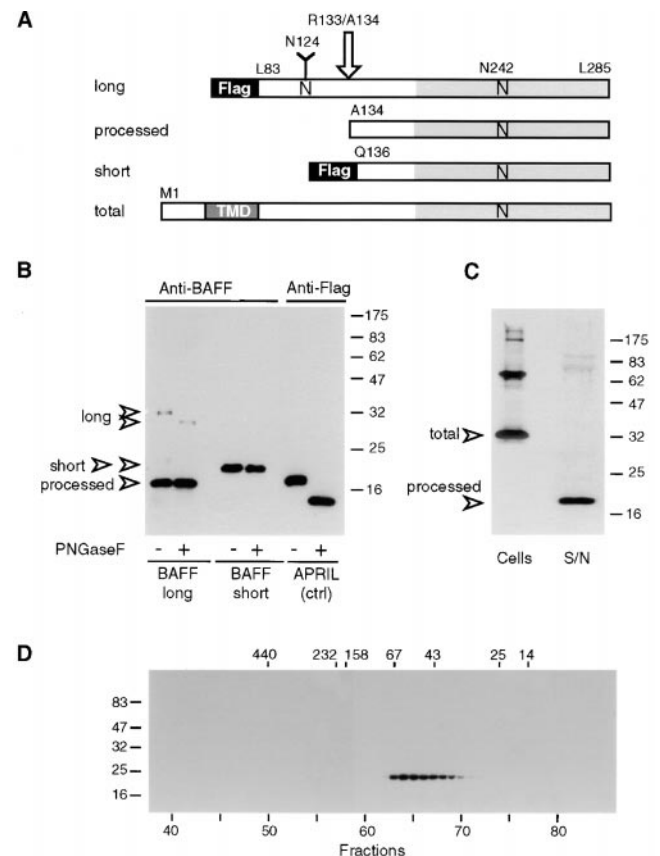 A
R133/A134
N124
L83
N242
L285
long
Flag
N
N
A134
processed
N
Q136
short
Flag
N
M1
total
TMD
N
B
Anti-BAFF
Anti-Flag
175
83
62
47
32
25
16
long
short
processed
PNGaseF
- + - + - +
BAFF long
BAFF short
APRIL (ctrl)
C
175
83
62
47
32
25
16
total
processed
Cells
S/N
D
440 232 158 67 43 25 14
83
47
32
25
16
40 50 60 70 80
Fractions